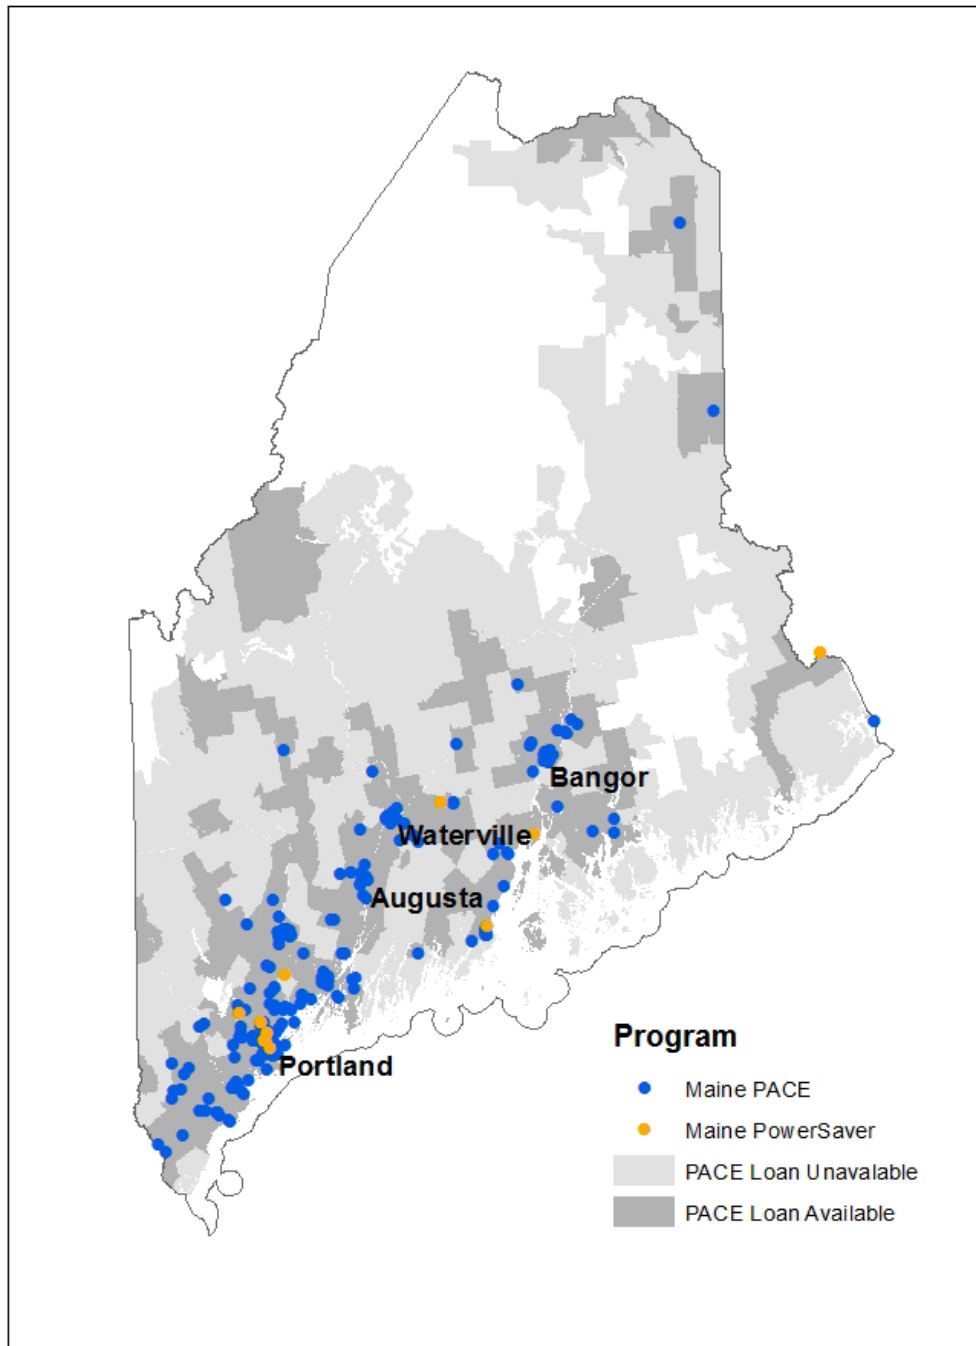 Bangor
Waterville
Augusta
Portland
Program
Maine PACE
Maine PowerSaver
PACE Loan Unavalable
PACE Loan Available